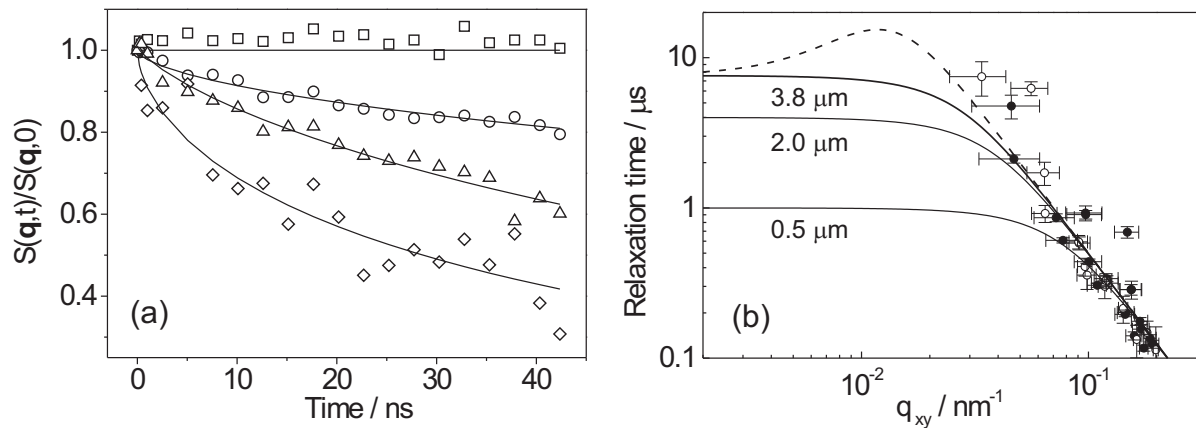 1.0
0.8
0.6
0.4
S(q,t)/S(q,0)
(a)
0 10 20 30 40
Time / ns
10
1
0.1
Relaxation time / μs
3.8 μm
2.0 μm
0.5 μm
(b)
10⁻² 10⁻¹
q_xy / nm⁻¹